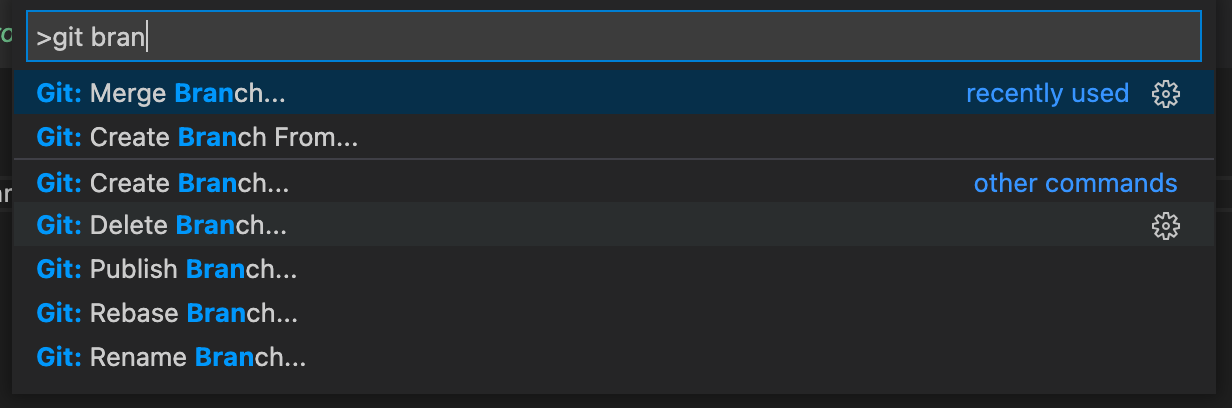 >git bran
Git: Merge Branch... recently used
Git: Create Branch From...
Git: Create Branch... other commands
Git: Delete Branch...
Git: Publish Branch...
Git: Rebase Branch...
Git: Rename Branch...